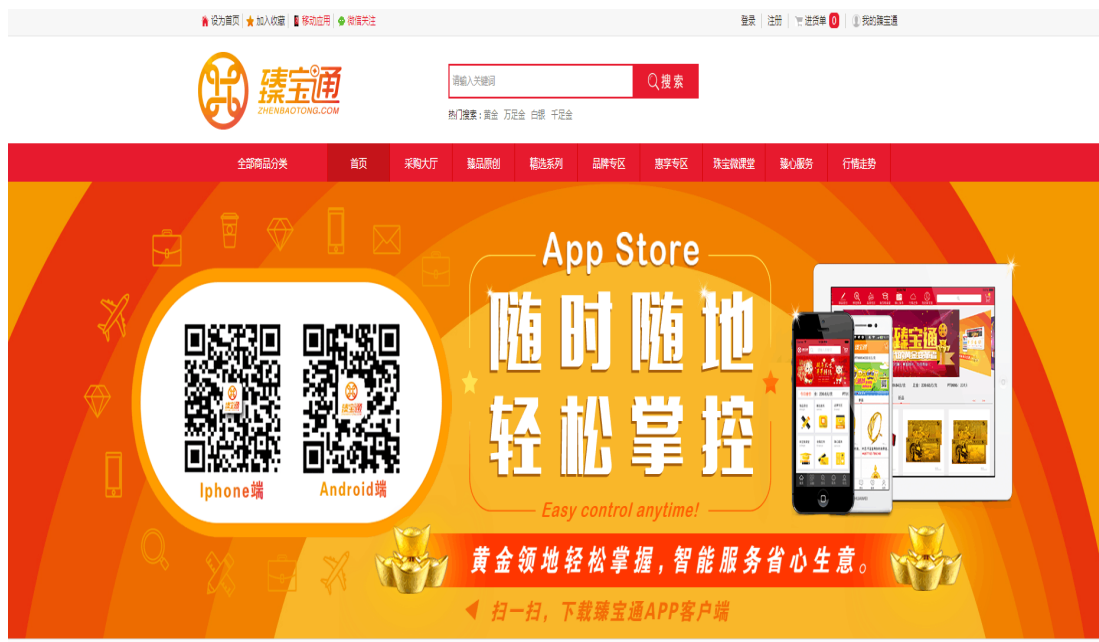 设为首页 加入收藏 移动应用 微信关注 登录 注册 进货单 0 我的臻宝通
臻宝通
ZHENBAOTONG.COM
请输入关键词 搜索
热门搜索：黄金 万足金 白银 千足金
全部商品分类 首页 采购大厅 臻品原创 精选系列 品牌专区 惠享专区 珠宝微课堂 臻心服务 行情走势
App Store
随时随地
轻松掌控
Easy control anytime!
Iphone端 Android端
黄金领地轻松掌握，智能服务省心生意。
扫一扫，下载臻宝通APP客户端
臻宝通